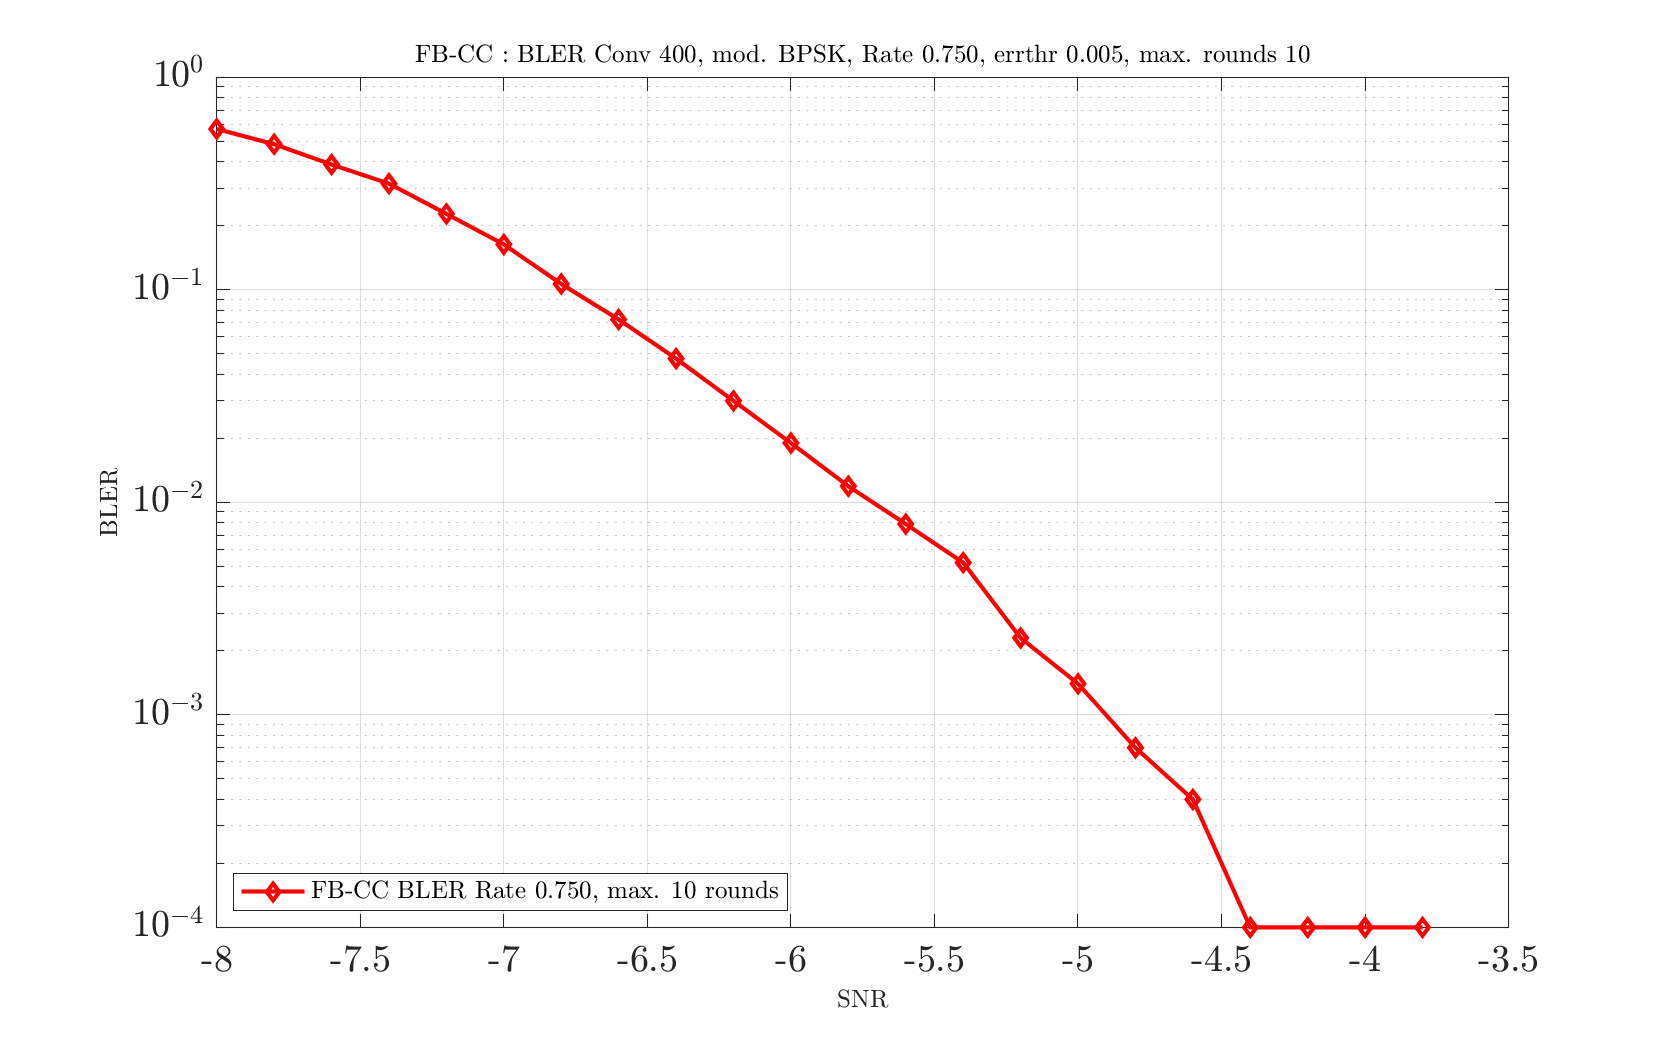 FB-CC : BLER Conv 400, mod. BPSK, Rate 0.750, errthr 0.005, max. rounds 10
10⁰
10⁻¹
10⁻²
10⁻³
10⁻⁴
BLER
FB-CC BLER Rate 0.750, max. 10 rounds
-8 -7.5 -7 -6.5 -6 -5.5 -5 -4.5 -4 -3.5
SNR